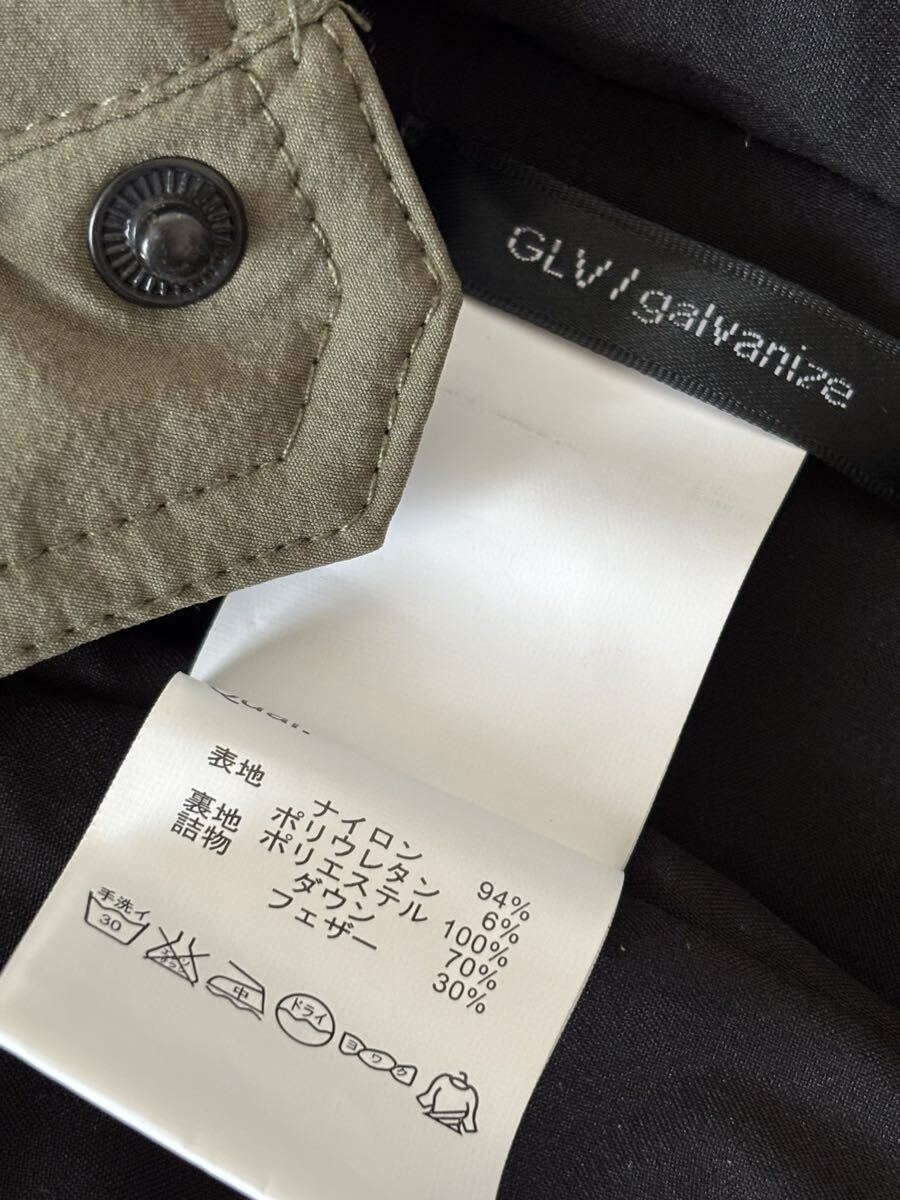 GLV/galvanize
表地 ナイロン 94%
ポリウレタン 6%
裏地 ポリエステル 100%
詰物 ダウン 70%
フェザー 30%
手洗イ
30
中
ドライ
ヨワク